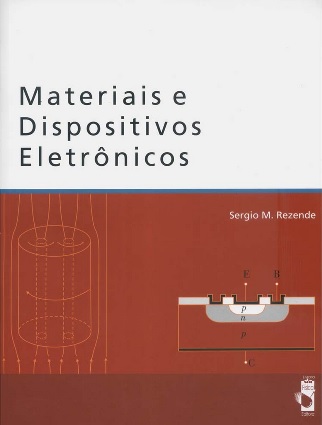 Materiais e
Dispositivos
Eletrônicos
Sergio M. Rezende
E B
p
n
p
C